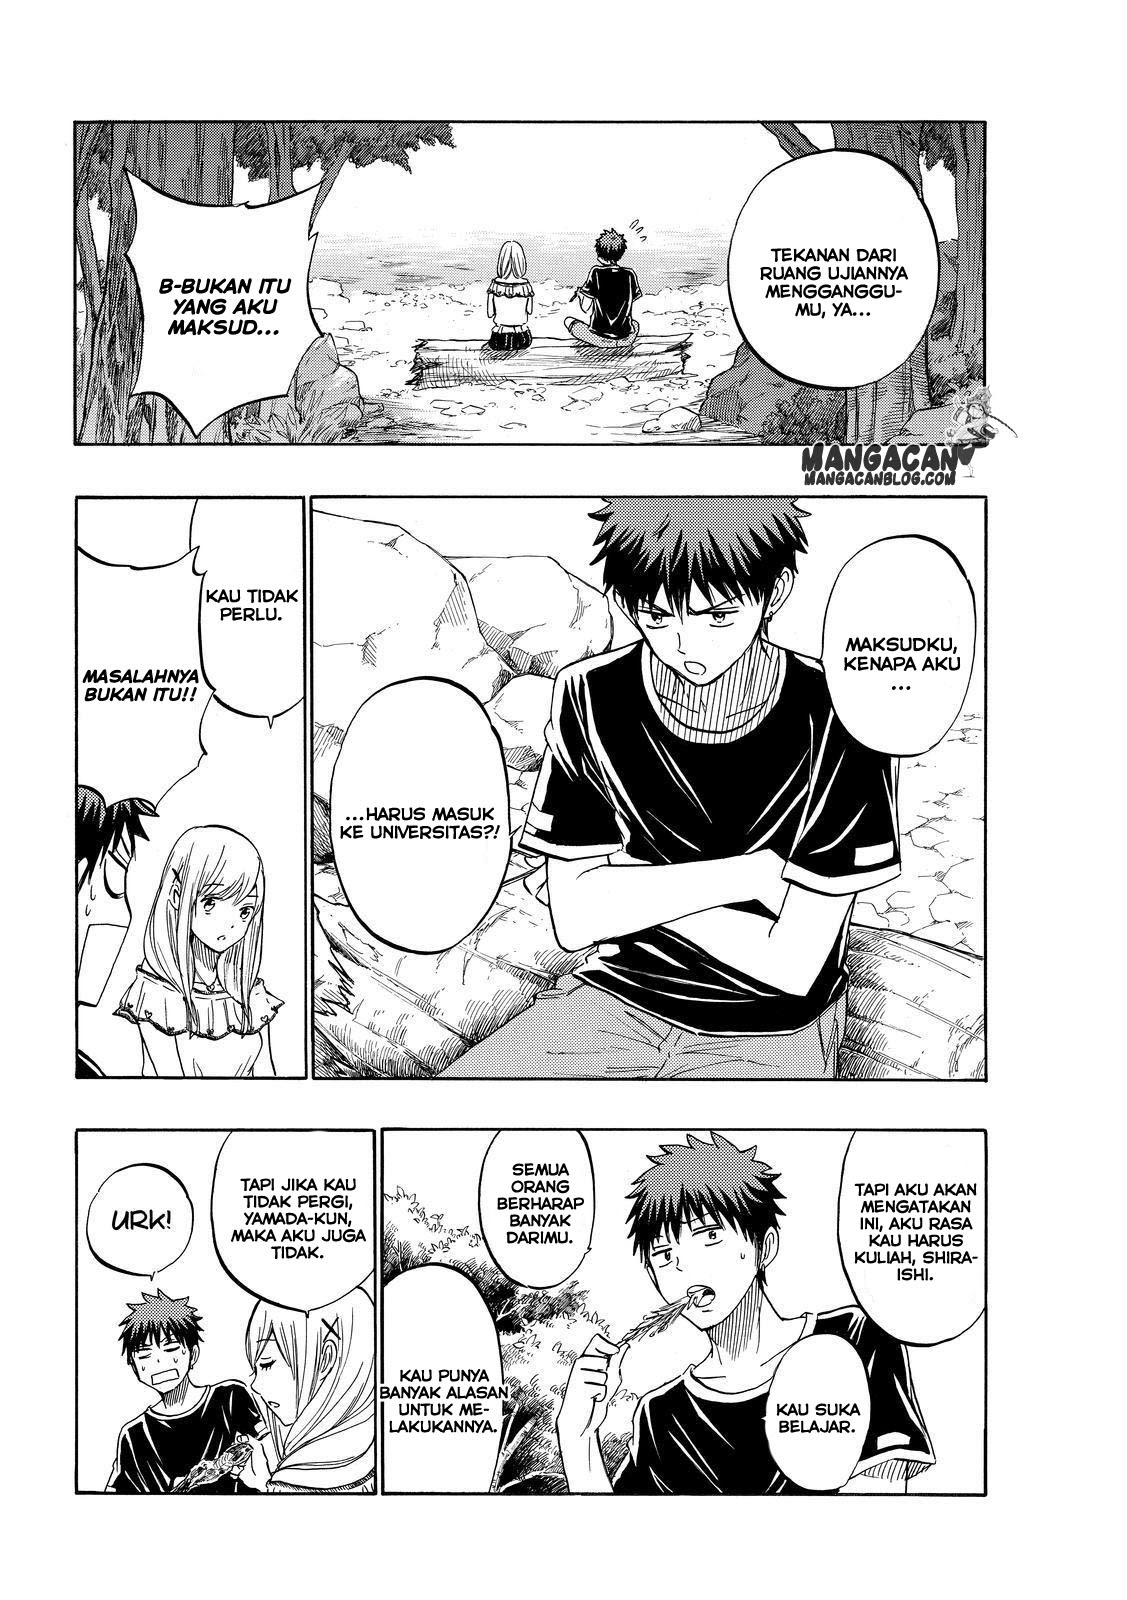 TEKANAN DARI
RUANG UJIANNYA
MENGGANGGU-
MU, YA...
B-BUKAN ITU
YANG AKU
MAKSUD...
MANGACAN
MANGACANBLOG.COM
MAKSUDKU,
KENAPA AKU
...
...HARUS MASUK
KE UNIVERSITAS?!
KAU TIDAK
PERLU.
MASALAHNYA
BUKAN ITU!!
TAPI AKU AKAN
MENGATAKAN
INI, AKU RASA
KAU HARUS
KULIAH, SHIRA-
ISHI.
KAU SUKA
BELAJAR.
SEMUA
ORANG
BERHARAP
BANYAK
DARIMU.
KAU PUNYA
BANYAK ALASAN
UNTUK ME-
LAKUKANNYA.
TAPI JIKA KAU
TIDAK PERGI,
YAMADA-KUN,
MAKA AKU JUGA
TIDAK.
URK!